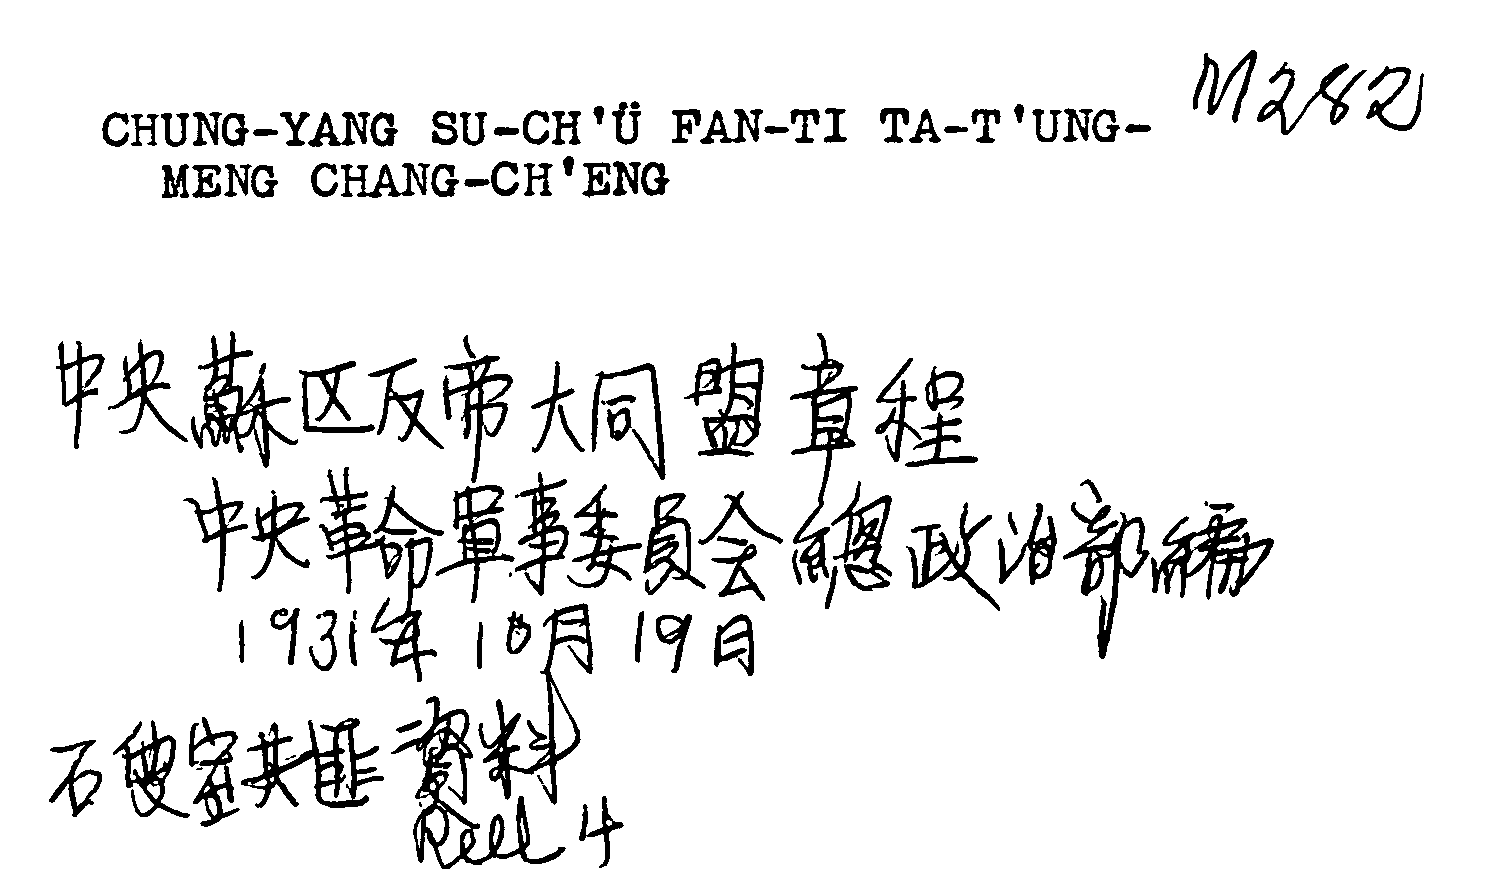 CHUNG-YANG SU-CH'Ü FAN-TI TA-T'UNG-
MENG CHANG-CH'ENG
M282
中央蘇区反帝大同盟章程
中央革命軍事委員会總政治部編
1931年10月19日
石叟室共匪資料
Reel 4